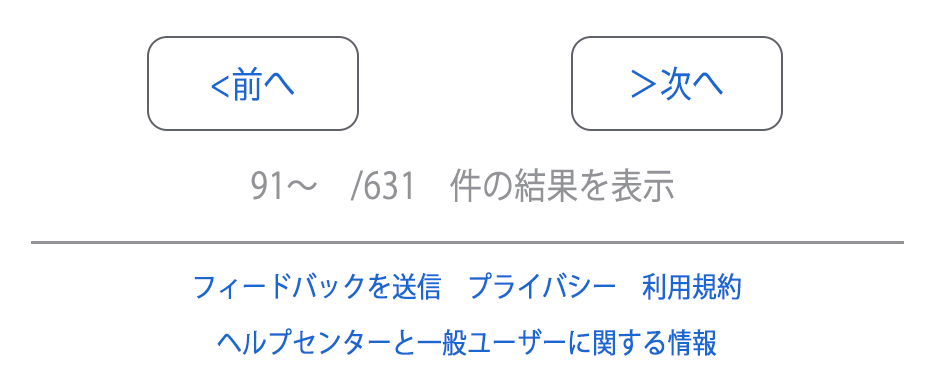 <前へ
＞次へ
91～　/631　件の結果を表示
フィードバックを送信　プライバシー　利用規約
ヘルプセンターと一般ユーザーに関する情報